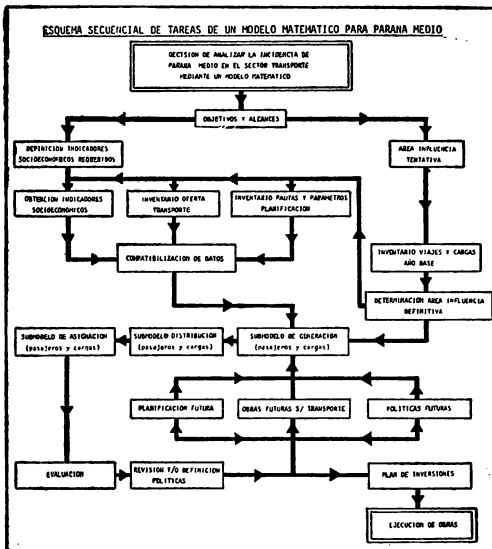 ESQUEMA SECUENCIAL DE TAREAS DE UN MODELO MATEMATICO PARA PARANA MEDIO
DECISION DE ANALIZAR LA INCIDENCIA DE
PARANA MEDIO EN EL SECTOR TRANSPORTE
MEDIANTE UN MODELO MATEMATICO
OBJETIVOS Y ALCANCES
DEFINICION INDICADORES
SOCIOECONOMICOS REQUERIDOS
AREA INFLUENCIA
TENTATIVA
OBTENCION INDICADORES
SOCIOECONOMICOS
INVENTARIO OFERTA
TRANSPORTE
INVENTARIO PAUTAS Y PARAMETROS
PLANIFICACION
COMPATIBILIZACION DE DATOS
INVENTARIO VIAJES Y CARGAS
AÑO BASE
DETERMINACION AREA INFLUENCIA
DEFINITIVA
SUBMODELO DE ASIGNACION
(pasajeros y cargas)
SUBMODELO DISTRIBUCION
(pasajeros y cargas)
SUBMODELO DE GENERACION
(pasajeros y cargas)
PLANIFICACION FUTURA
OBRAS FUTURAS S/ TRANSPORTE
POLITICAS FUTURAS
EVALUACION
REVISION Y/O DEFINICION
POLITICAS
PLAN DE INVERSIONES
EJECUCION DE OBRAS